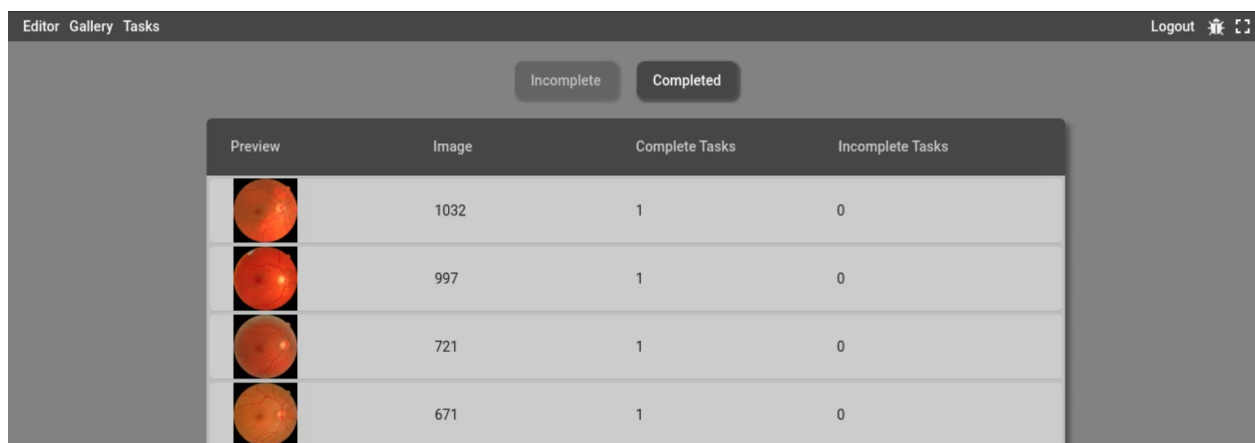 Editor Gallery Tasks Logout
Incomplete Completed
Preview Image Complete Tasks Incomplete Tasks
1032 1 0
997 1 0
721 1 0
671 1 0